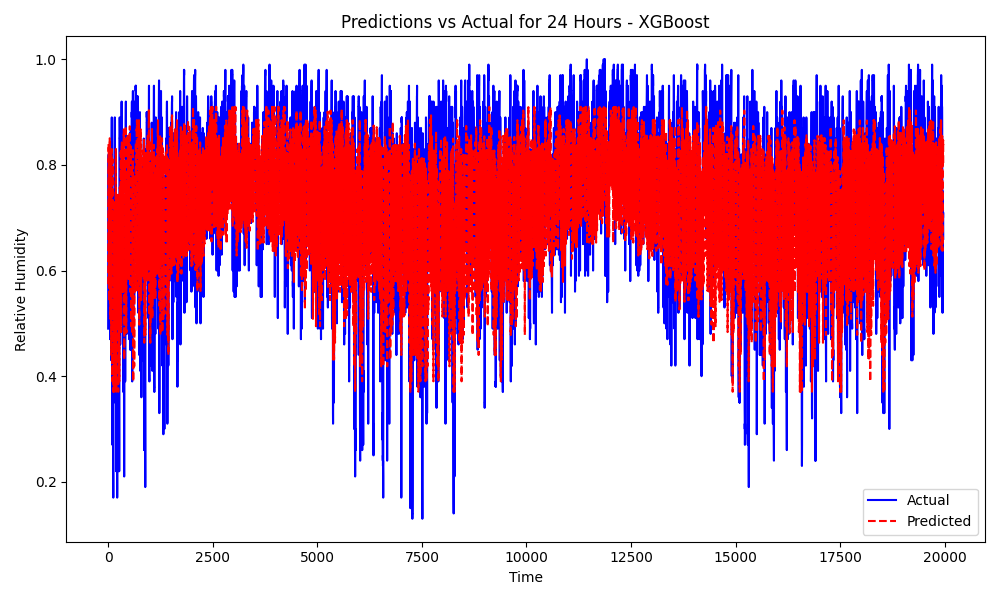 Predictions vs Actual for 24 Hours - XGBoost
1.0
0.8
0.6
0.4
0.2
Relative Humidity
0 2500 5000 7500 10000 12500 15000 17500 20000
Time
Actual
Predicted